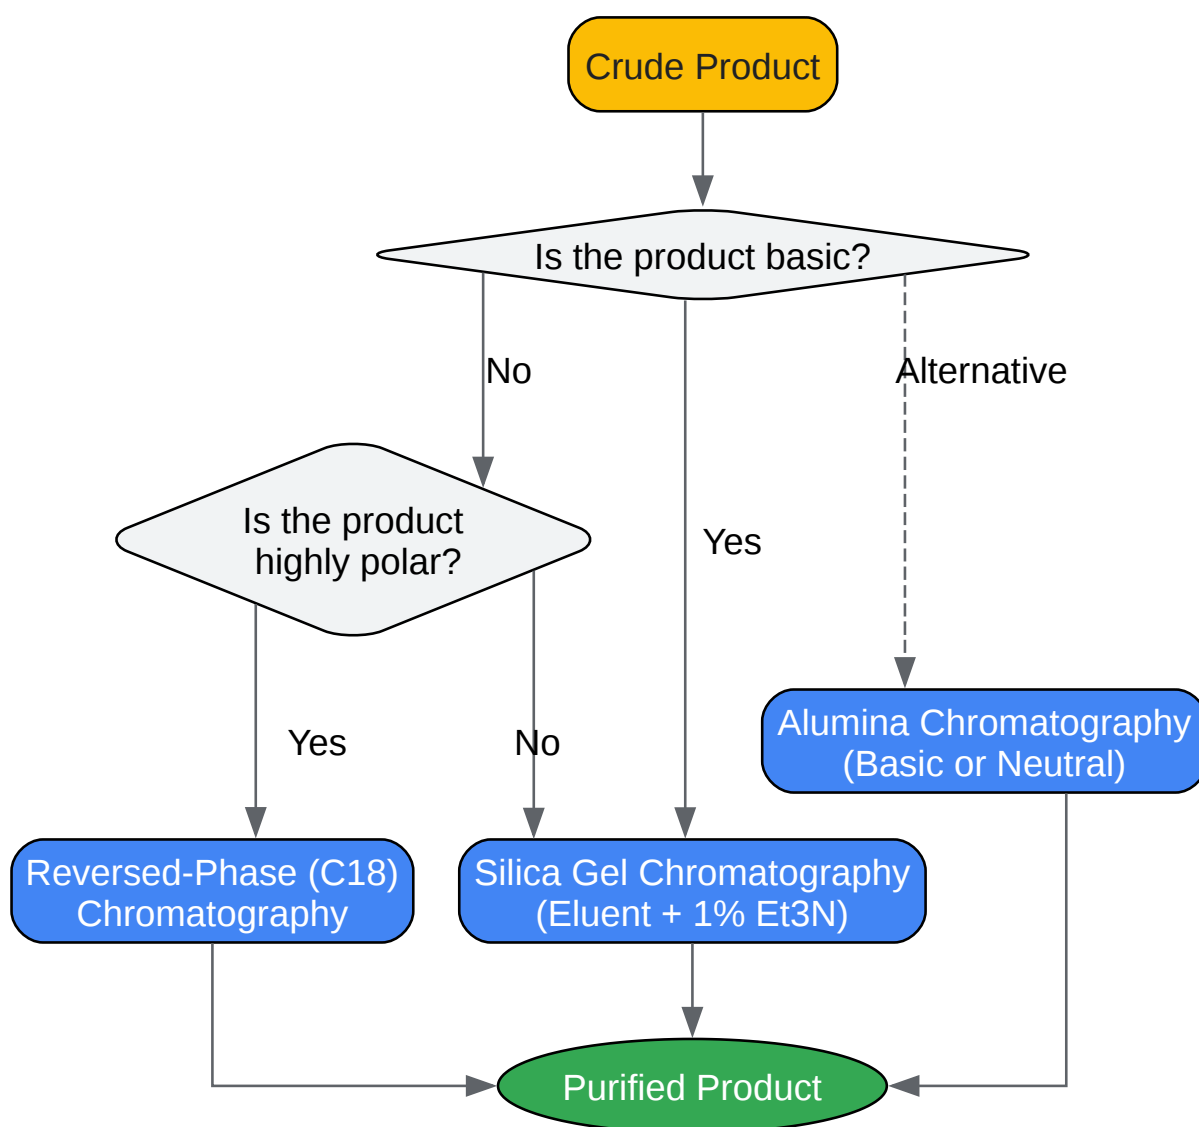 Crude Product
Is the product basic?
No
Alternative
Is the product
highly polar?
Yes
Yes
No
Alumina Chromatography
(Basic or Neutral)
Reversed-Phase (C18)
Chromatography
Silica Gel Chromatography
(Eluent + 1% Et3N)
Purified Product